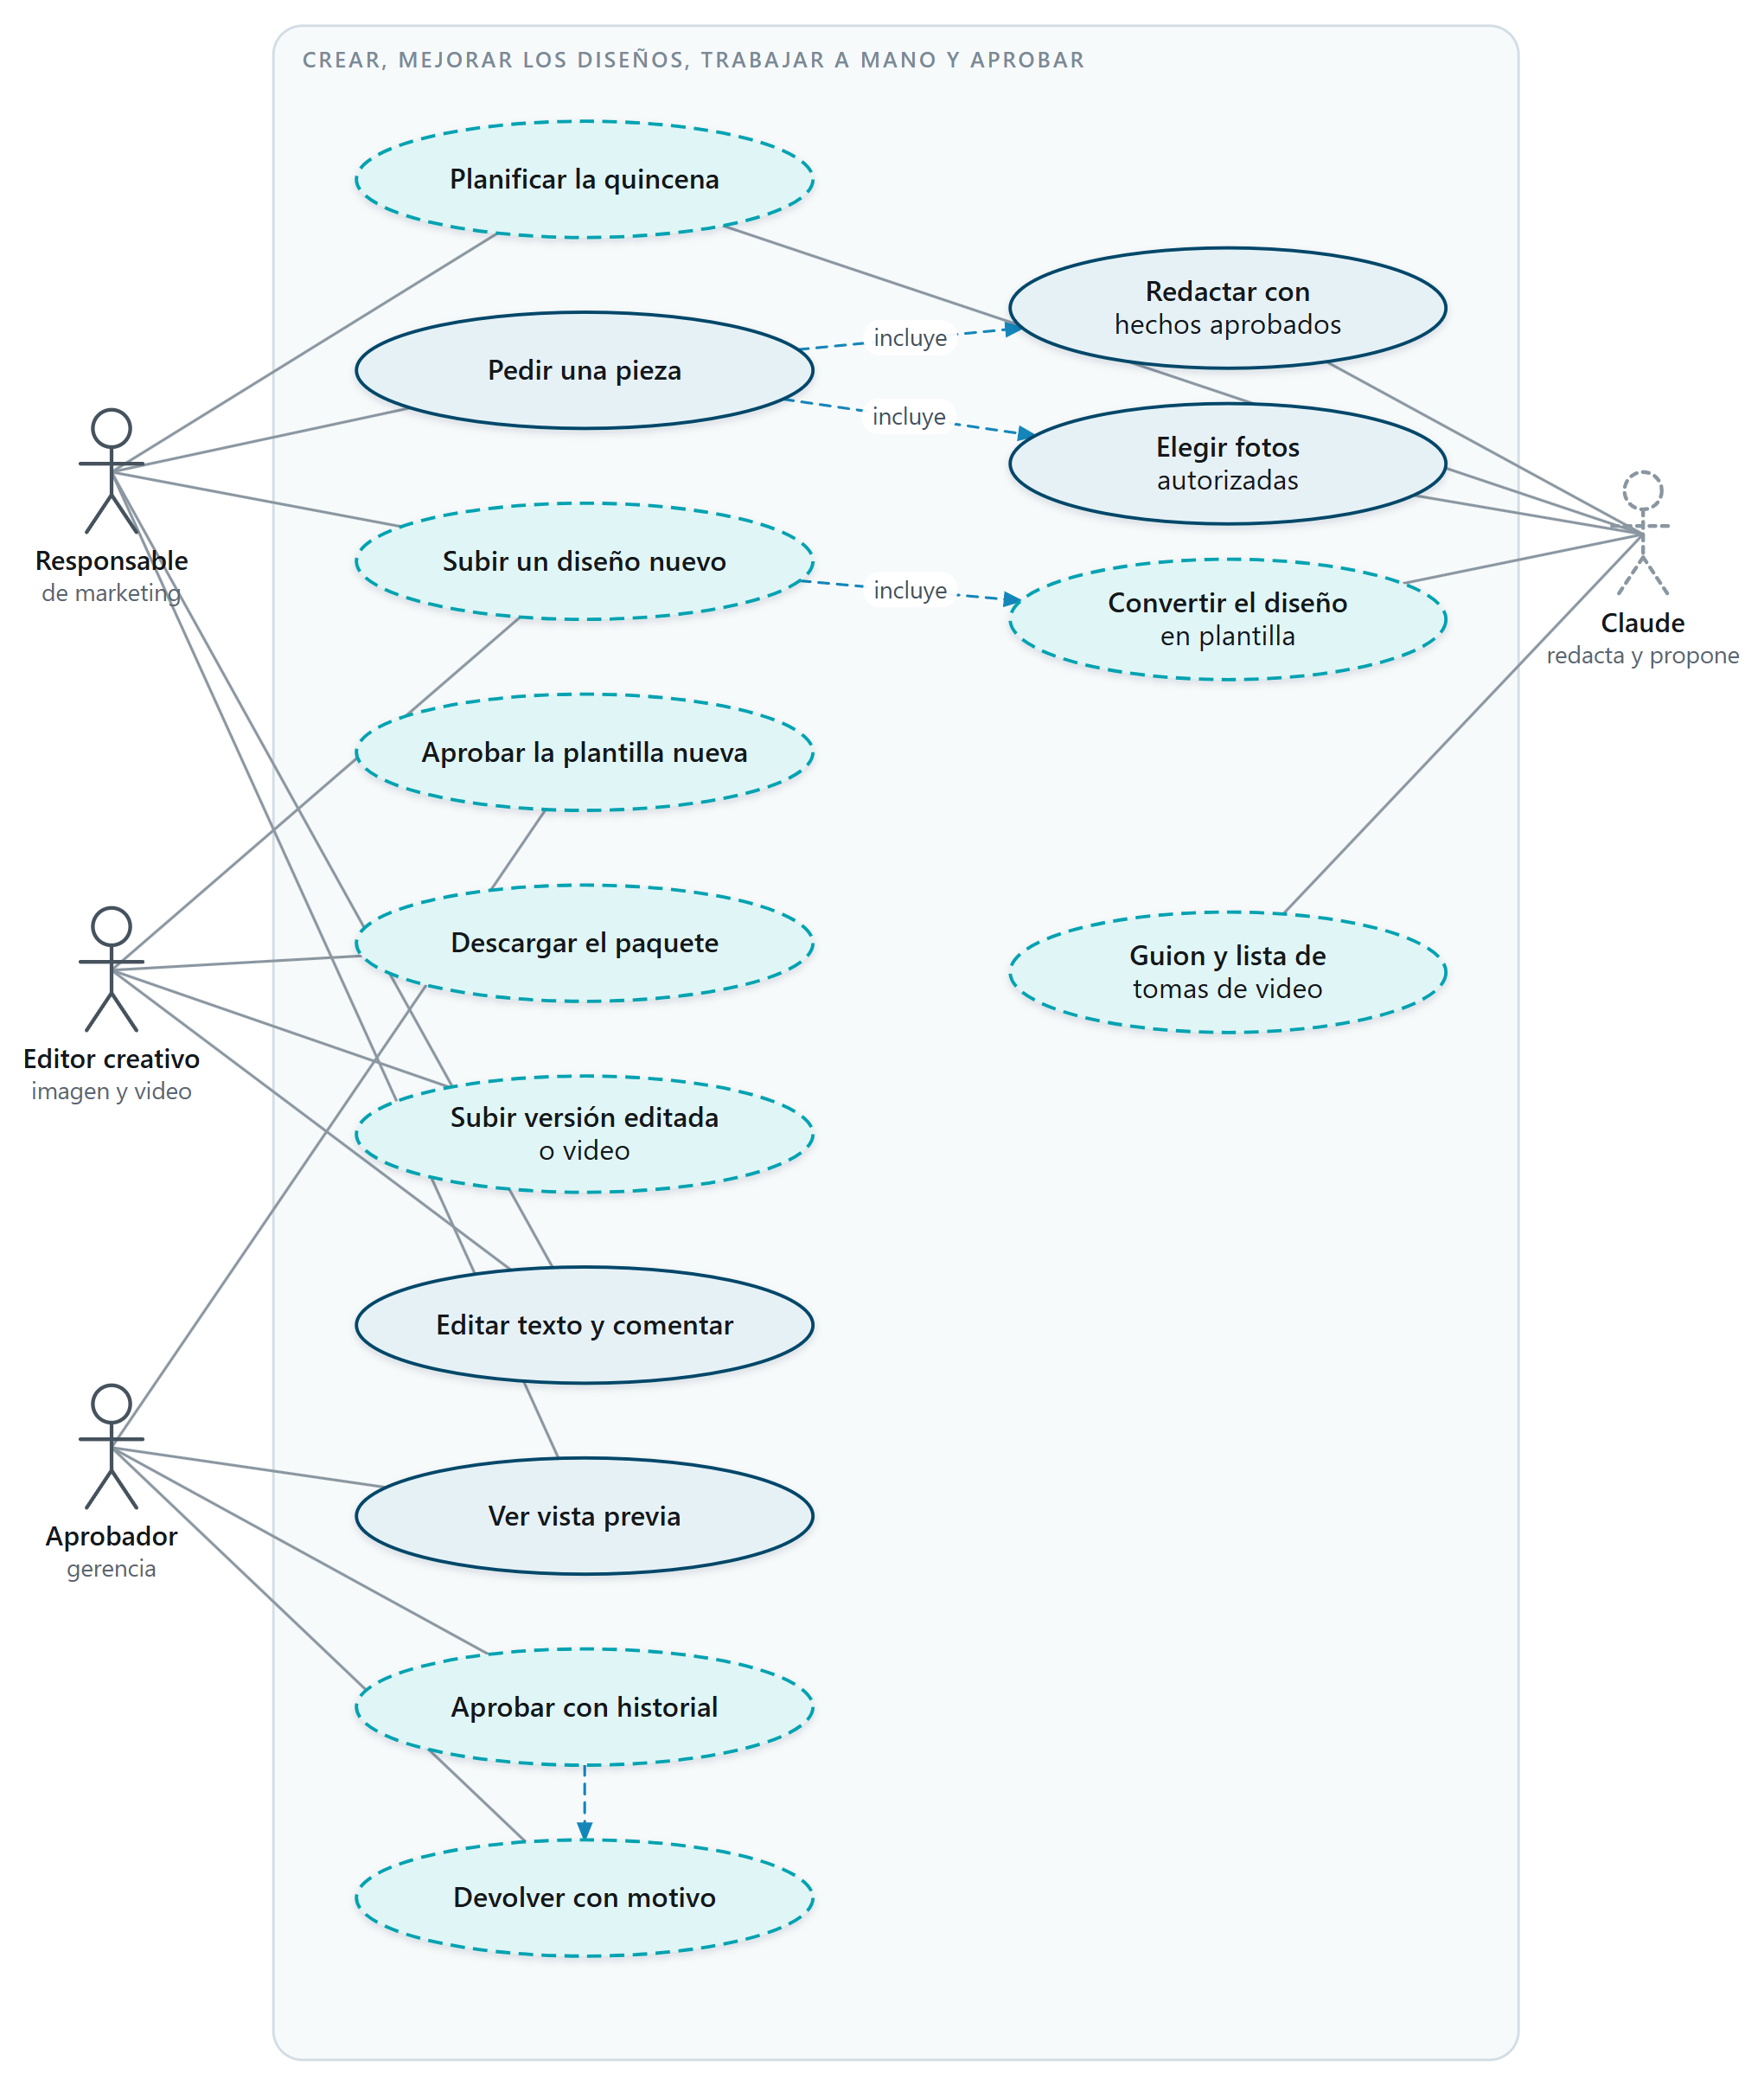 CREAR, MEJORAR LOS DISEÑOS, TRABAJAR A MANO Y APROBAR
Planificar la quincena
Redactar con
hechos aprobados
incluye
Pedir una pieza
incluye
Elegir fotos
autorizadas
Responsable
de marketing
Subir un diseño nuevo
incluye
Convertir el diseño
en plantilla
Claude
redacta y propone
Aprobar la plantilla nueva
Descargar el paquete
Guion y lista de
tomas de video
Editor creativo
imagen y video
Subir versión editada
o video
Editar texto y comentar
Ver vista previa
Aprobador
gerencia
Aprobar con historial
Devolver con motivo